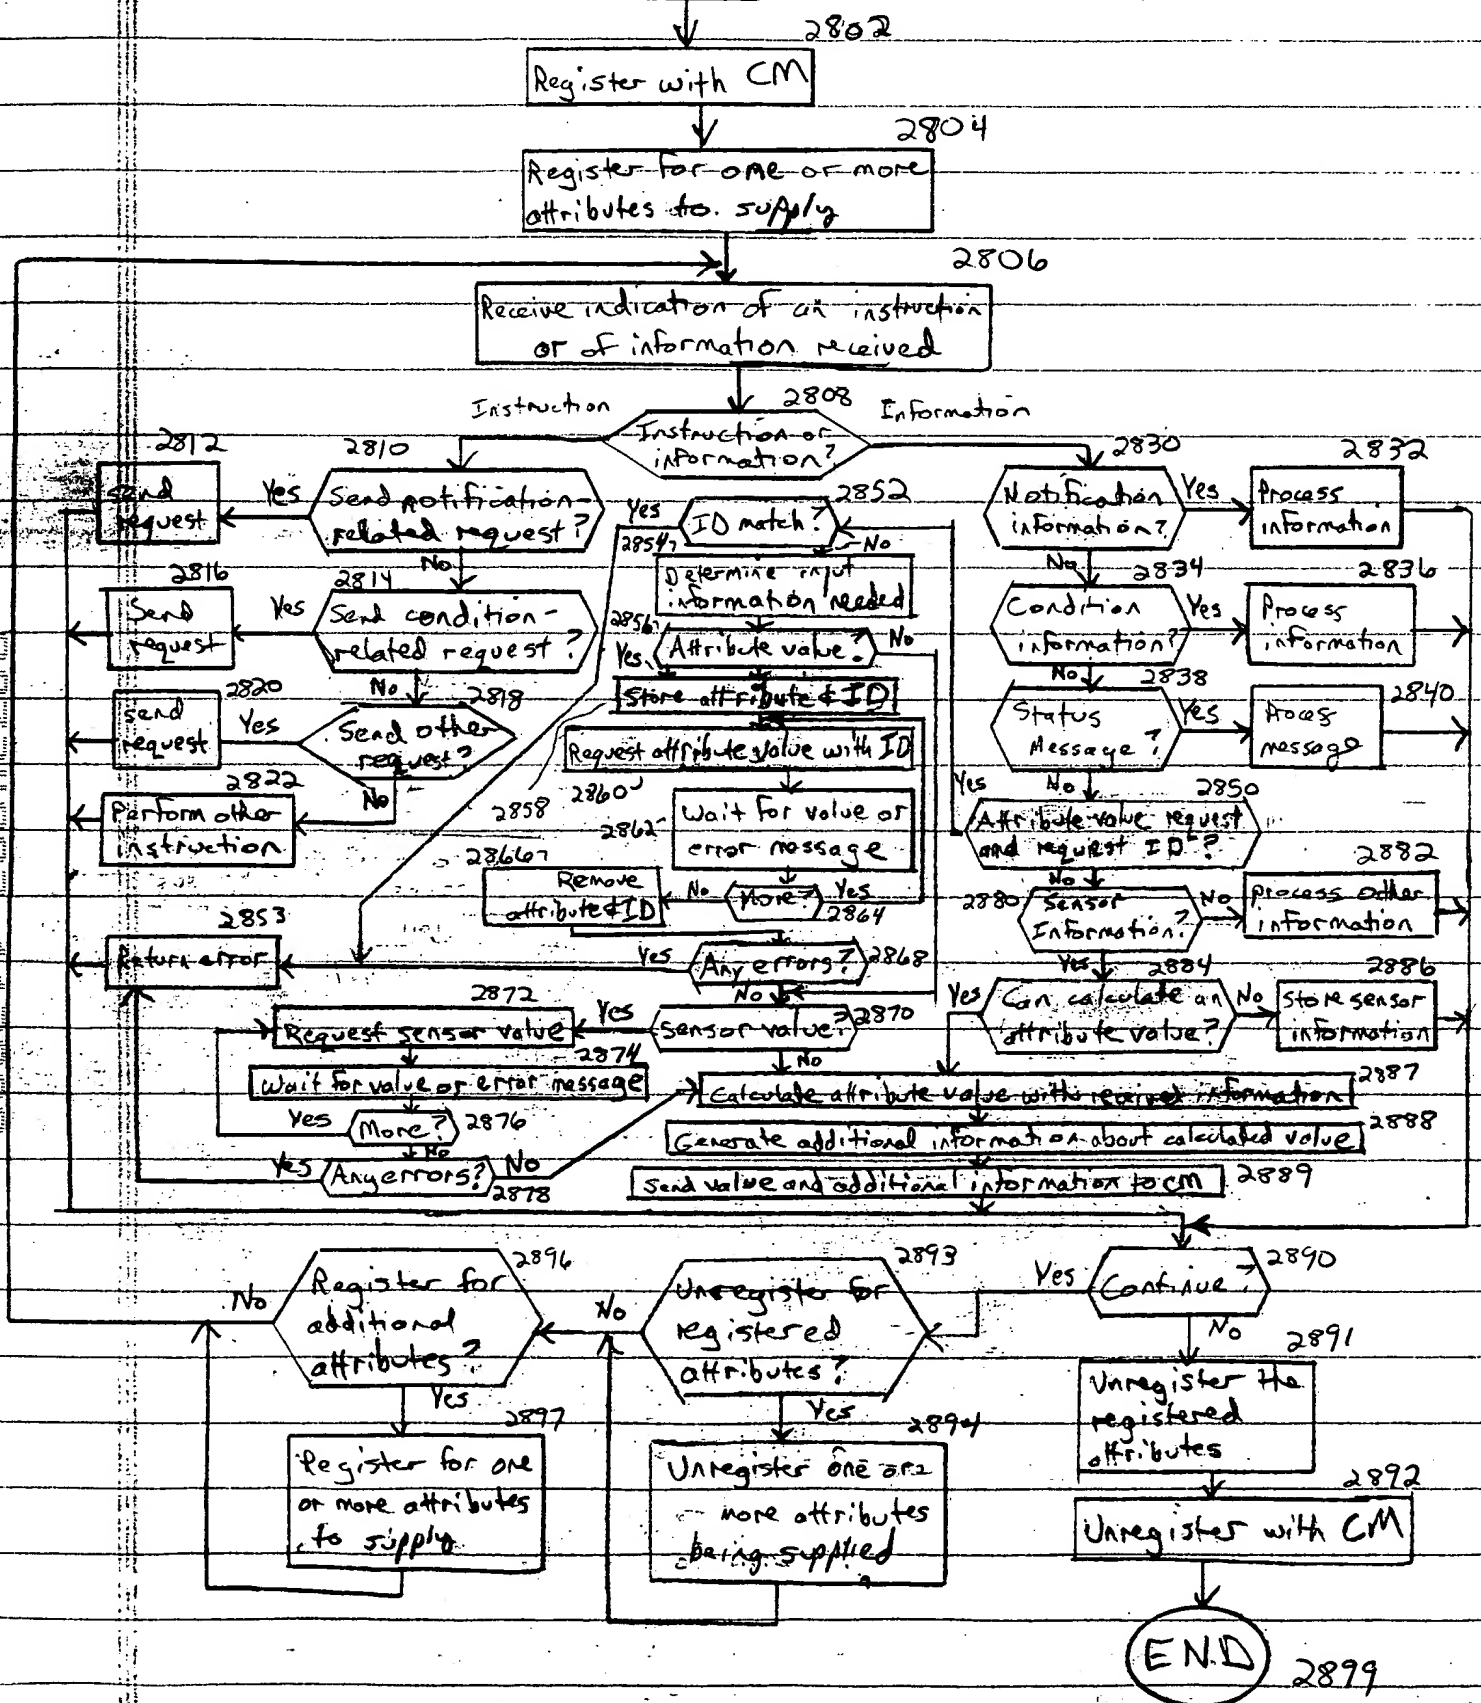 2802
Register with CM
2804
Register for one or more
attributes to supply
2806
Receive indication of an instruction
or of information received
2808
Instruction
Information
Instruction or
information?
2812
Send
request
Yes
2810
Send notification-
related request?
No
2816
Send
request
Yes
2814
Send condition-
related request?
No
2820
send
request
Yes
2818
Send other
request?
No
2822
Perform other
instruction
2853
Return error
2852
ID match?
Yes
No
2854
Determine input
information needed
2856
Attribute value?
No
Yes
Store attribute & ID
2858
Request attribute value with ID
2860
2862
Wait for value or
error message
More?
Yes
2864
No
2866
Remove
attribute & ID
Any errors?
2868
Yes
No
Sensor value?
2870
Yes
No
2872
Request sensor value
2874
Wait for value or error message
Yes
More?
2876
No
Yes
Any errors?
No
2878
2830
Notification
information?
Yes
2832
Process
information
No
2834
Condition
information?
Yes
2836
Process
information
No
2838
Status
Message?
Yes
2840
Process
message
No
2850
Yes
Attribute value request
and request ID?
No
2880
Sensor
Information?
No
2882
Process other
information
Yes
2884
Can calculate an
attribute value?
Yes
No
2886
Store sensor
information
2887
Calculate attribute value with received information
2888
Generate additional information about calculated value
Send value and additional information to CM
2889
2890
Continue?
Yes
No
2891
Unregister the
registered
attributes
2892
Unregister with CM
END
2899
2893
Unregister for
registered
attributes?
No
Yes
2894
Unregister one or
more attributes
being supplied
2896
Register for
additional
attributes?
No
Yes
2897
Register for one
or more attributes
to supply